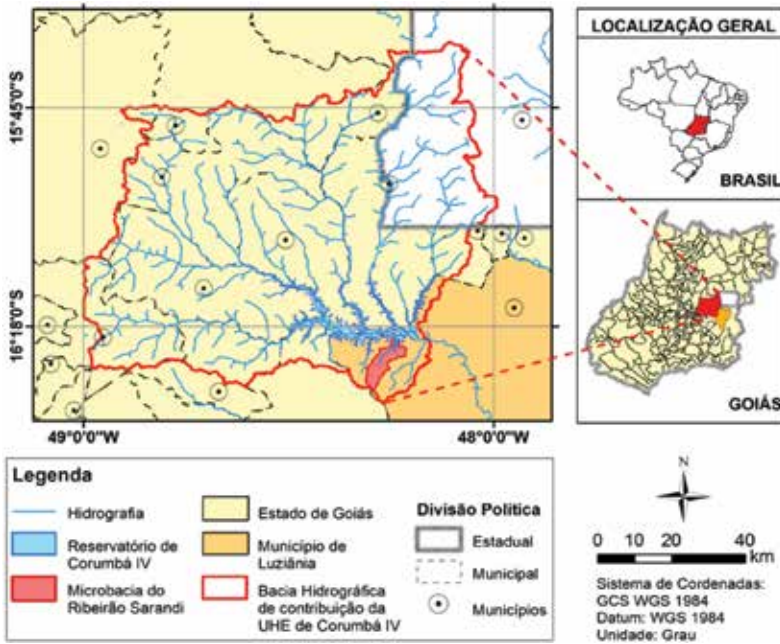 LOCALIZAÇÃO GERAL
15°45'0"S
BRASIL
16°18'0"S
GOIÁS
49°0'0"W
48°0'0"W
Legenda
Hidrografia
Reservatório de
Corumbá IV
Microbacia do
Ribeirão Sarandi
Estado de Goiás
Município de
Luziânia
Bacia Hidrográfica
de contribuição da
UHE de Corumbá IV
Divisão Política
Estadual
Municipal
Municípios
N
0 10 20 40
km
Sistema de Cordenadas:
GCS WGS 1984
Datum: WGS 1984
Unidade: Grau